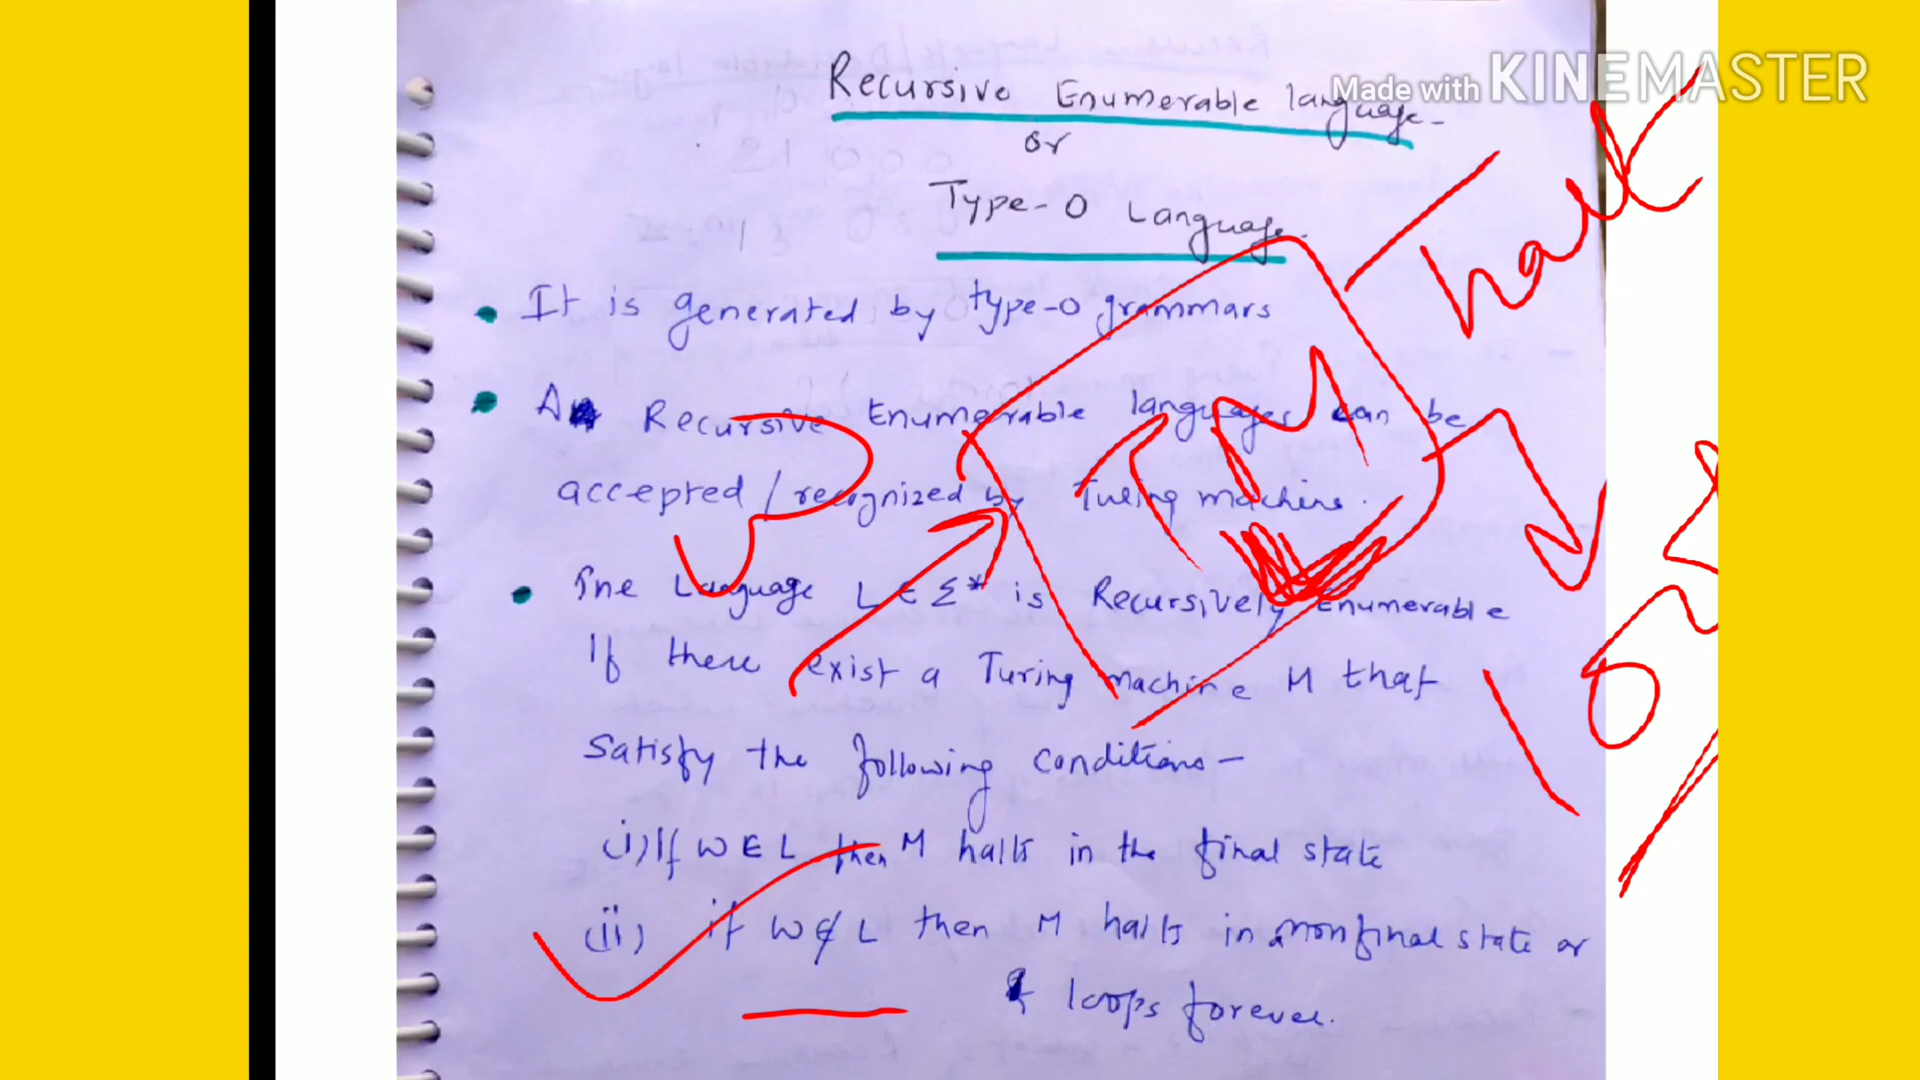 Made with KINEMASTER
Recursive Enumerable language
or
Type-0 Language
It is generated by type-0 grammars
A Recursive Enumerable languages can be
accepted / recognized by Turing machine.
The Language L ∈ Σ* is Recursively Enumerable
If there exist a Turing machine M that
satisfy the following conditions-
(i) If W ∈ L then M halts in the final state
(ii) if W ∉ L then M halts in a non final state or
loops forever.
TM
halt